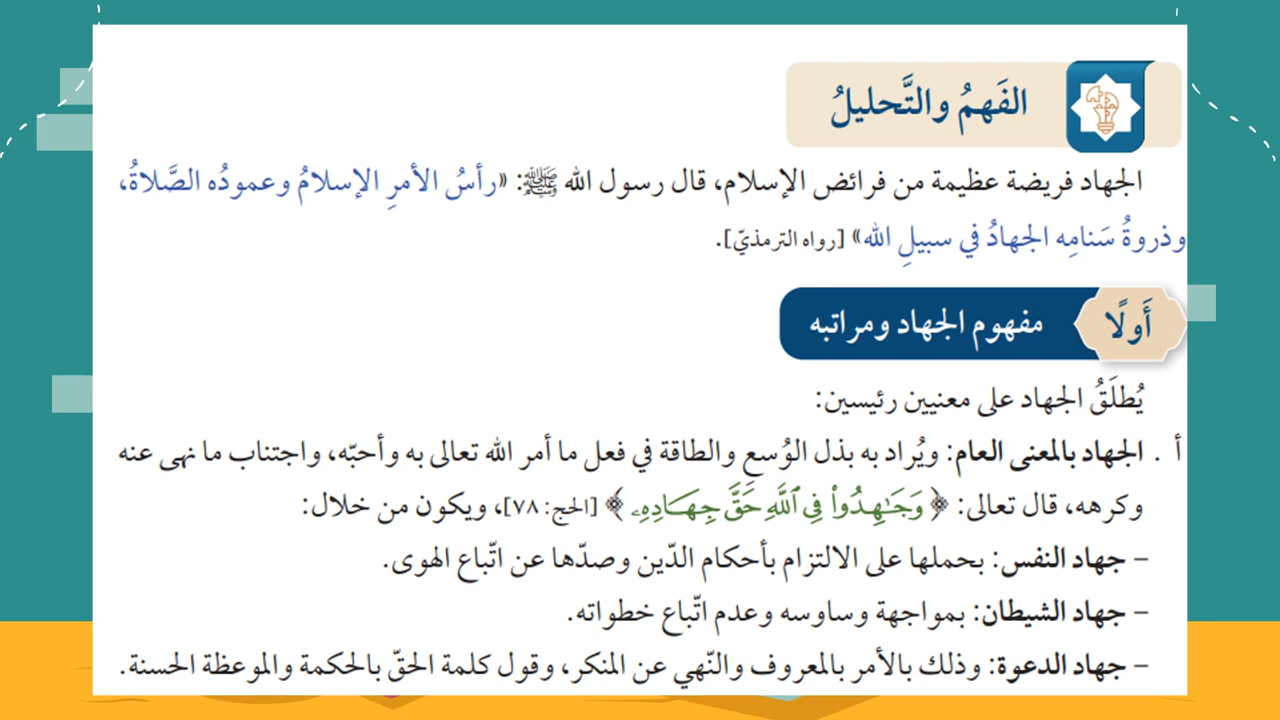 الفَهمُ والتَّحليلُ
الجهاد فريضة عظيمة من فرائض الإسلام، قال رسول الله ﷺ: «رأسُ الأمرِ الإسلامُ وعمودُه الصَّلاةُ،
وذروةُ سَنامِه الجهادُ في سبيلِ الله» [رواه الترمذيّ].
أَولًا
مفهوم الجهاد ومراتبه
يُطلَقُ الجهاد على معنيين رئيسين:
أ . الجهاد بالمعنى العام: ويُراد به بذل الوُسعِ والطاقة في فعل ما أمر الله تعالى به وأحبّه، واجتناب ما نهى عنه
وكرهه، قال تعالى: ﴿وَجَٰهِدُواْ فِي ٱللَّهِ حَقَّ جِهَادِهِۦ﴾ [الحج: ٧٨]، ويكون من خلال:
– جهاد النفس: بحملها على الالتزام بأحكام الدّين وصدّها عن اتّباع الهوى.
– جهاد الشيطان: بمواجهة وساوسه وعدم اتّباع خطواته.
– جهاد الدعوة: وذلك بالأمر بالمعروف والنّهي عن المنكر، وقول كلمة الحقّ بالحكمة والموعظة الحسنة.